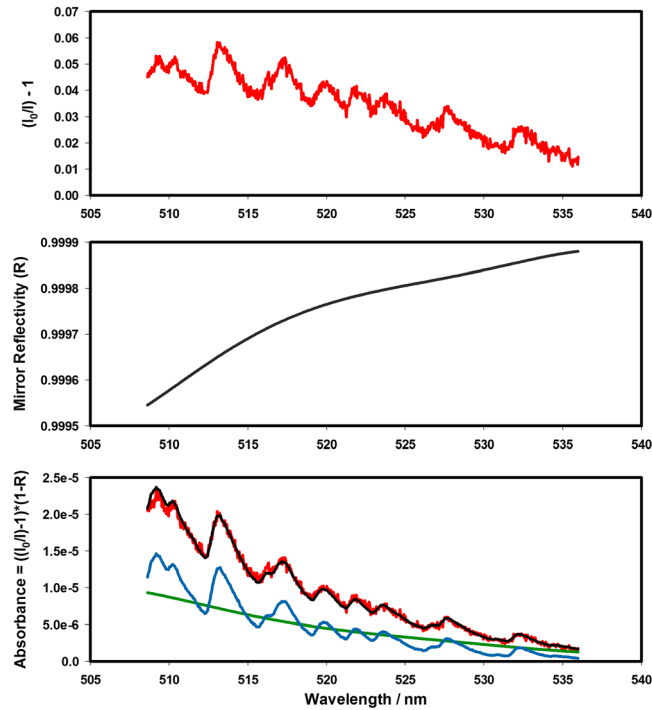 0.07
0.06
0.05
0.04
0.03
0.02
0.01
0.00
(I0/I) - 1
505 510 515 520 525 530 535 540
0.9999
0.9998
0.9997
0.9996
0.9995
Mirror Reflectivity (R)
505 510 515 520 525 530 535 540
2.5e-5
2.0e-5
1.5e-5
1.0e-5
5.0e-6
0.0
Absorbance = ((I0/I)-1)*(1-R)
505 510 515 520 525 530 535 540
Wavelength / nm